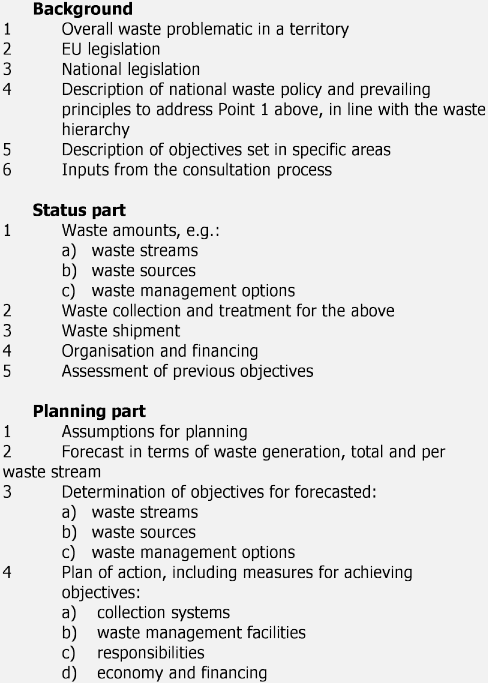 Background
1 Overall waste problematic in a territory
2 EU legislation
3 National legislation
4 Description of national waste policy and prevailing
principles to address Point 1 above, in line with the waste
hierarchy
5 Description of objectives set in specific areas
6 Inputs from the consultation process
Status part
1 Waste amounts, e.g.:
a) waste streams
b) waste sources
c) waste management options
2 Waste collection and treatment for the above
3 Waste shipment
4 Organisation and financing
5 Assessment of previous objectives
Planning part
1 Assumptions for planning
2 Forecast in terms of waste generation, total and per
waste stream
3 Determination of objectives for forecasted:
a) waste streams
b) waste sources
c) waste management options
4 Plan of action, including measures for achieving
objectives:
a) collection systems
b) waste management facilities
c) responsibilities
d) economy and financing